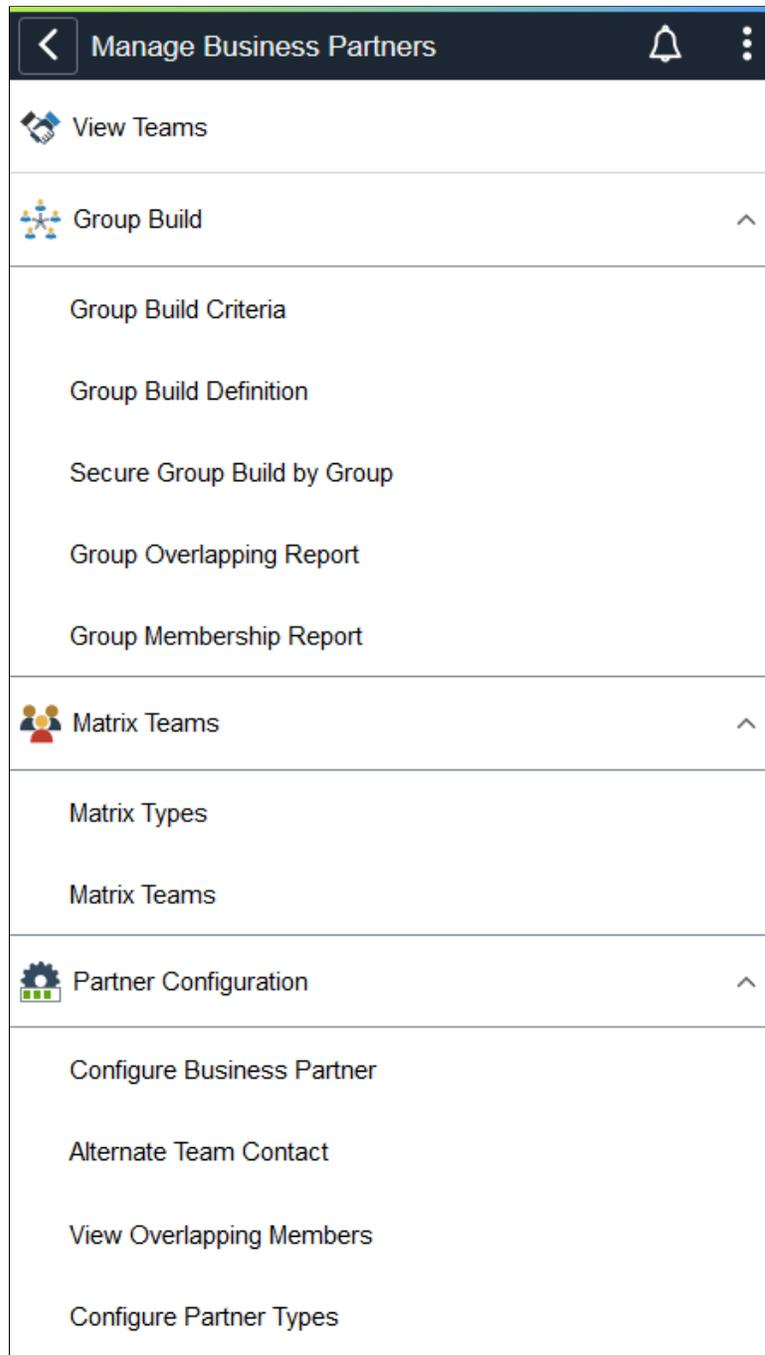 Manage Business Partners
View Teams
Group Build
Group Build Criteria
Group Build Definition
Secure Group Build by Group
Group Overlapping Report
Group Membership Report
Matrix Teams
Matrix Types
Matrix Teams
Partner Configuration
Configure Business Partner
Alternate Team Contact
View Overlapping Members
Configure Partner Types